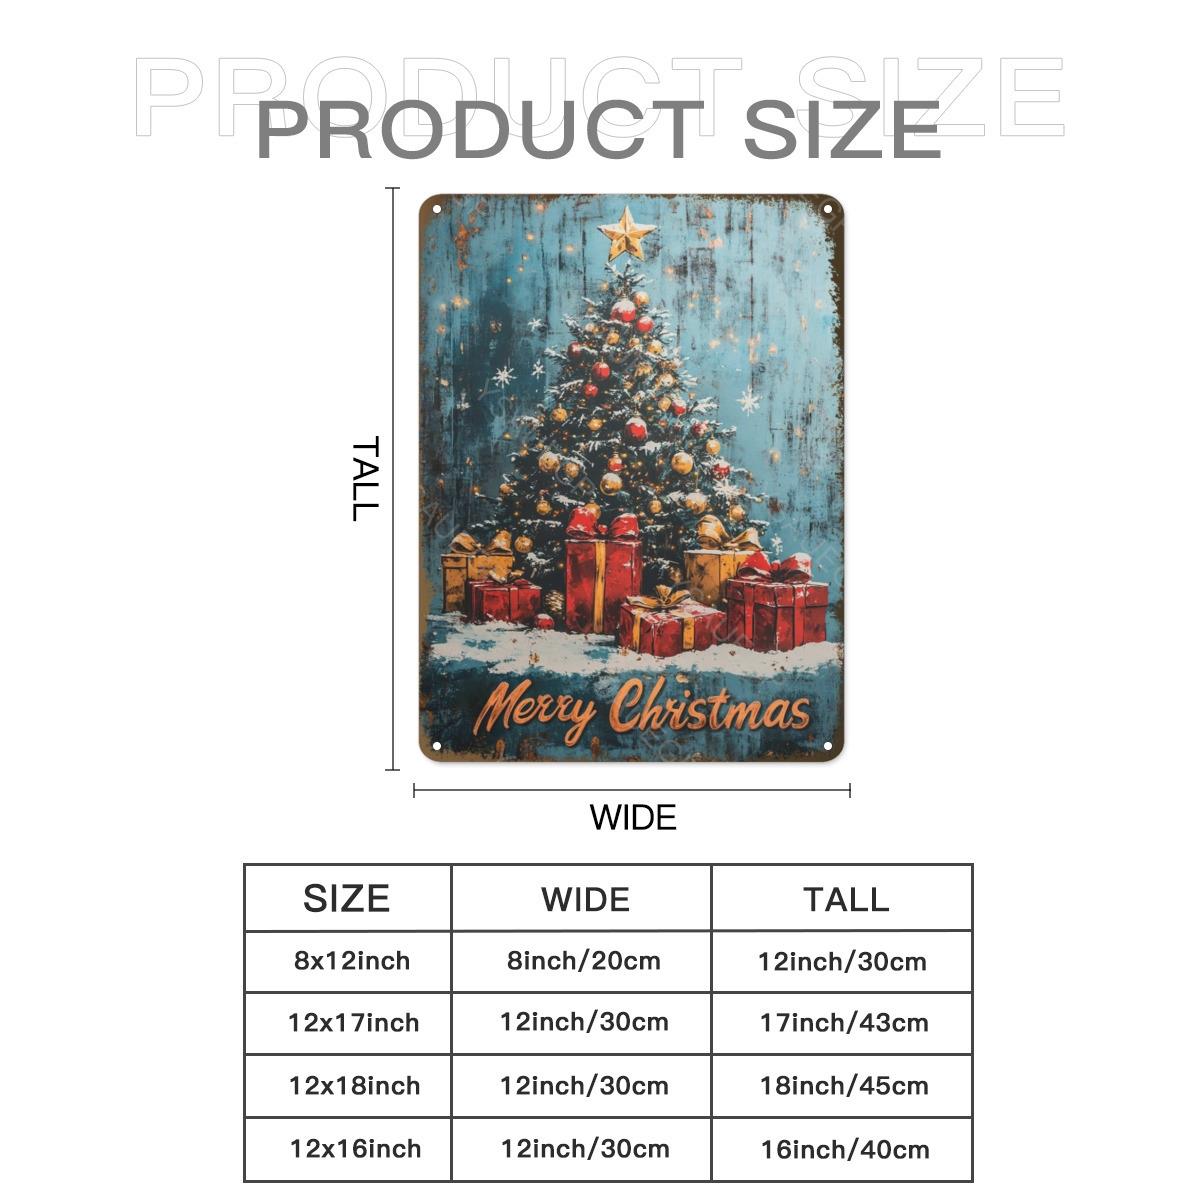 PRODUCT SIZE
PRODUCT SIZE
TALL
Merry Christmas
WIDE
SIZE WIDE TALL
8x12inch 8inch/20cm 12inch/30cm
12x17inch 12inch/30cm 17inch/43cm
12x18inch 12inch/30cm 18inch/45cm
12x16inch 12inch/30cm 16inch/40cm